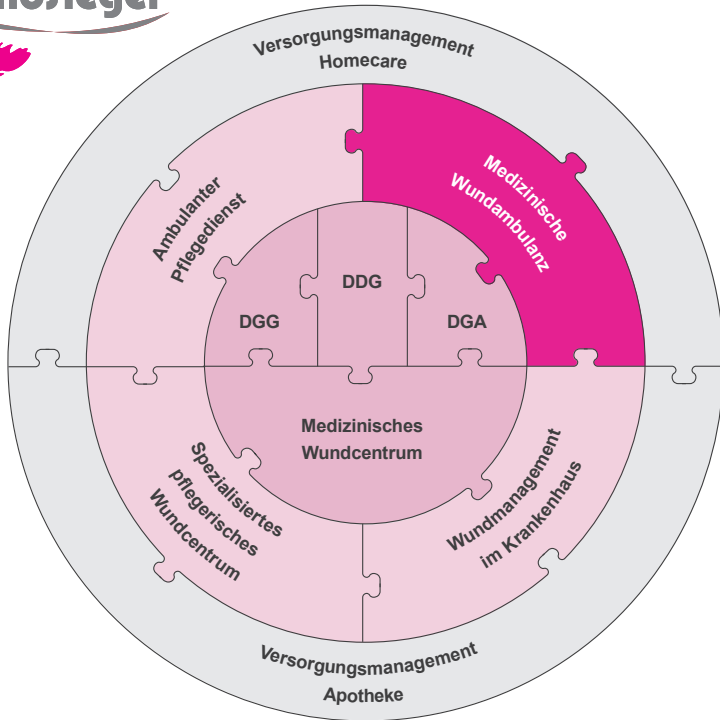 Versorgungsmanagement
Homecare
Medizinische
Wundambulanz
Ambulanter
Pflegedienst
DDG
DGG
DGA
Medizinisches
Wundcentrum
Spezialisiertes
pflegerisches
Wundcentrum
Wundmanagement
im Krankenhaus
Versorgungsmanagement
Apotheke